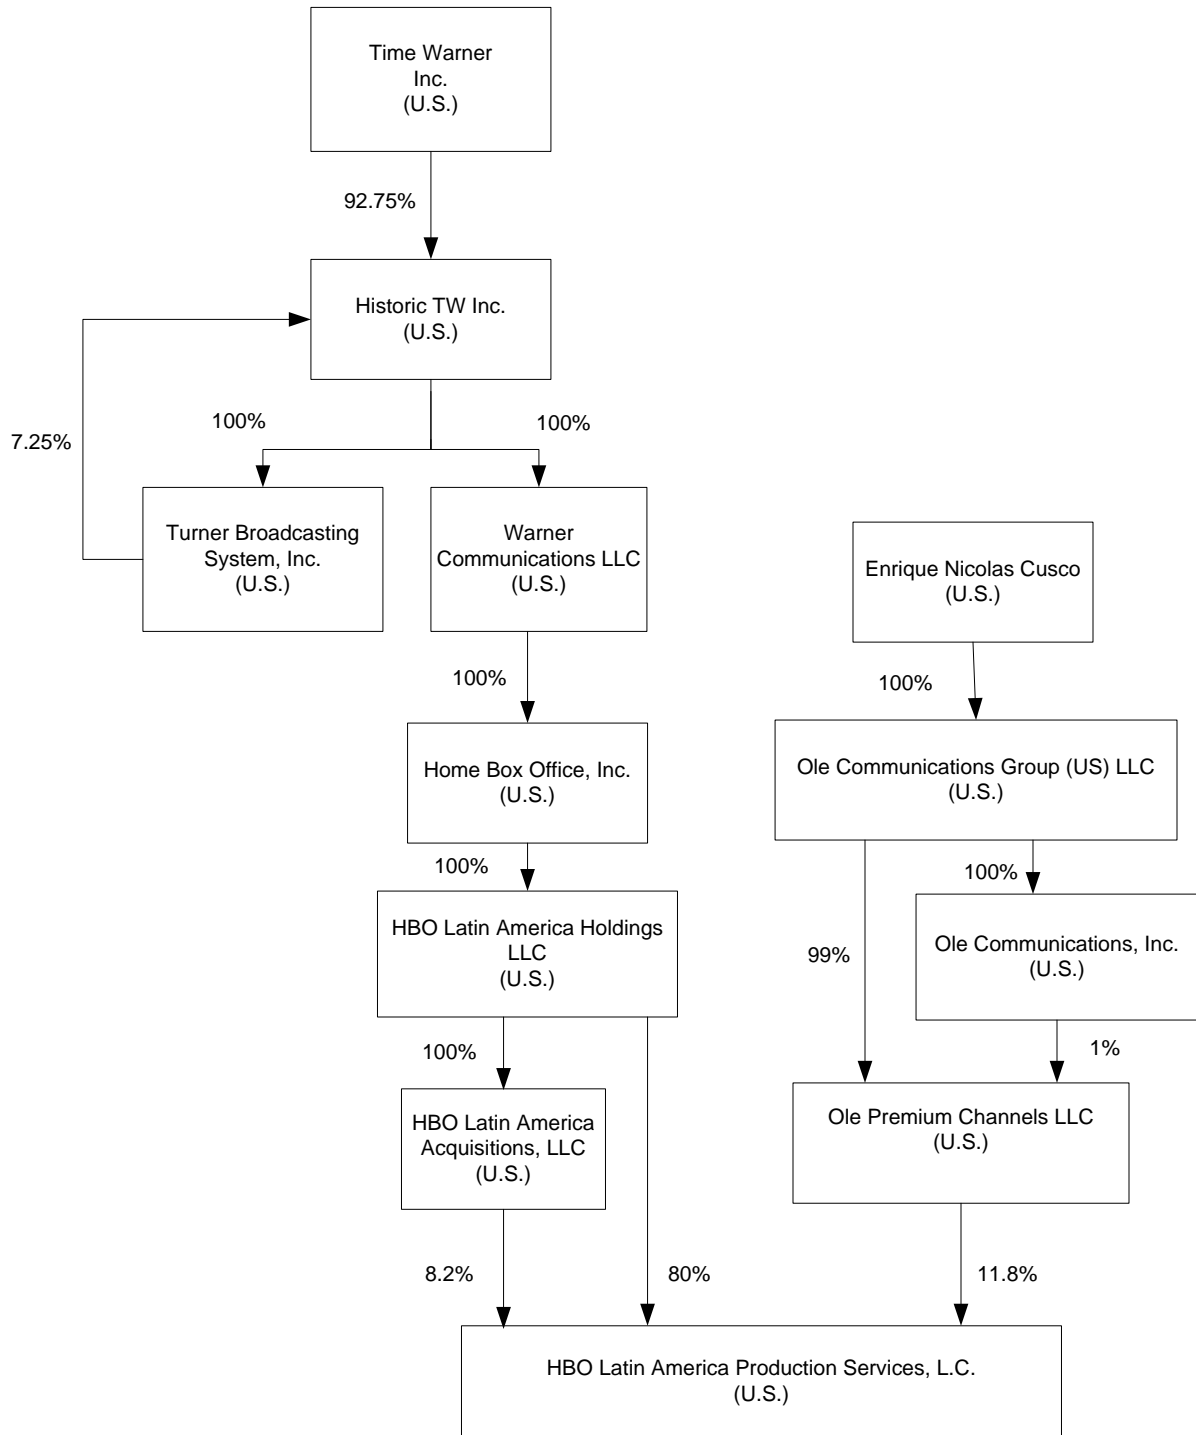 Time Warner
Inc.
(U.S.)
92.75%
Historic TW Inc.
(U.S.)
100%
100%
7.25%
Turner Broadcasting
System, Inc.
(U.S.)
Warner
Communications LLC
(U.S.)
Enrique Nicolas Cusco
(U.S.)
100%
100%
Home Box Office, Inc.
(U.S.)
Ole Communications Group (US) LLC
(U.S.)
100%
100%
HBO Latin America Holdings
LLC
(U.S.)
99%
Ole Communications, Inc.
(U.S.)
100%
1%
HBO Latin America
Acquisitions, LLC
(U.S.)
Ole Premium Channels LLC
(U.S.)
8.2%
80%
11.8%
HBO Latin America Production Services, L.C.
(U.S.)